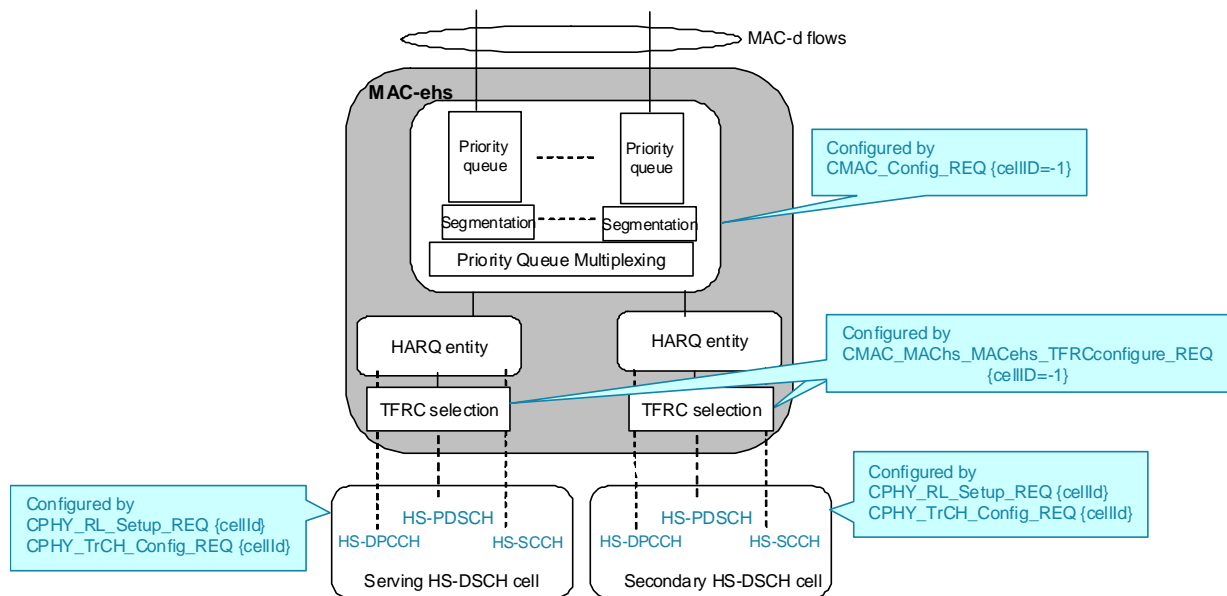 MAC-d flows
MAC-ehs
Priority
queue
Priority
queue
Configured by
CMAC_Config_REQ {cellID=-1}
Segmentation
Segmentation
Priority Queue Multiplexing
HARQ entity
HARQ entity
Configured by
CMAC_MAChs_MACehs_TFRCconfigure_REQ
{cellID=-1}
TFRC selection
TFRC selection
Configured by
CPHY_RL_Setup_REQ {cellId}
CPHY_TrCH_Config_REQ {cellId}
Configured by
CPHY_RL_Setup_REQ {cellId}
CPHY_TrCH_Config_REQ {cellId}
HS-PDSCH
HS-DPCCH
HS-SCCH
Serving HS-DSCH cell
HS-PDSCH
HS-DPCCH
HS-SCCH
Secondary HS-DSCH cell